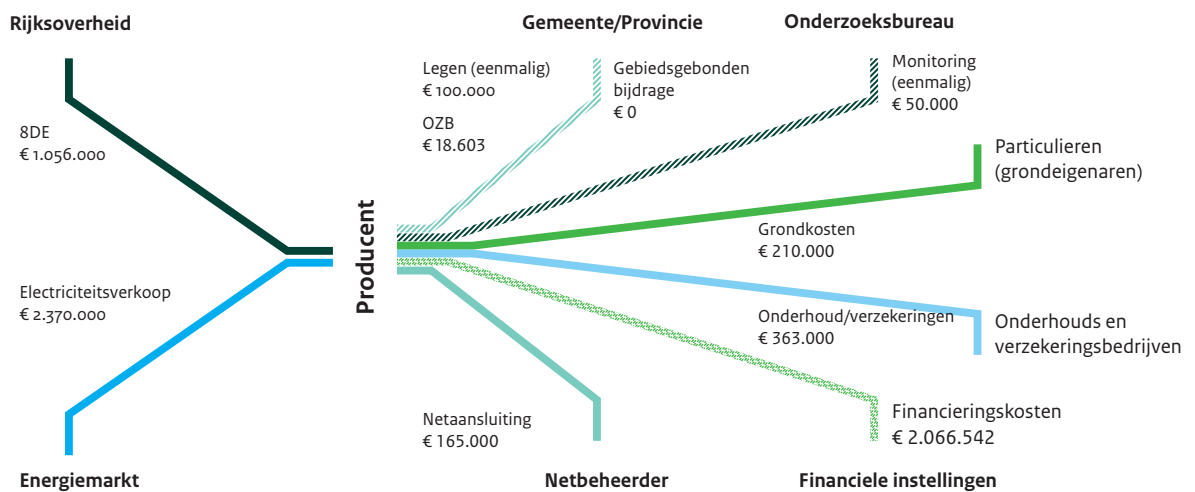 Rijksoverheid
8DE
€ 1.056.000
Electriciteitsverkoop
€ 2.370.000
Energiemarkt
Producent
Gemeente/Provincie
Legen (eenmalig)
€ 100.000
OZB
€ 18.603
Gebiedsgebonden
bijdrage
€ 0
Onderzoeksbureau
Monitoring
(eenmalig)
€ 50.000
Particulieren
(grondeigenaren)
Grondkosten
€ 210.000
Onderhoud/verzekeringen
€ 363.000
Onderhouds en
verzekeringsbedrijven
Netaansluiting
€ 165.000
Netbeheerder
Financieringskosten
€ 2.066.542
Financiele instellingen